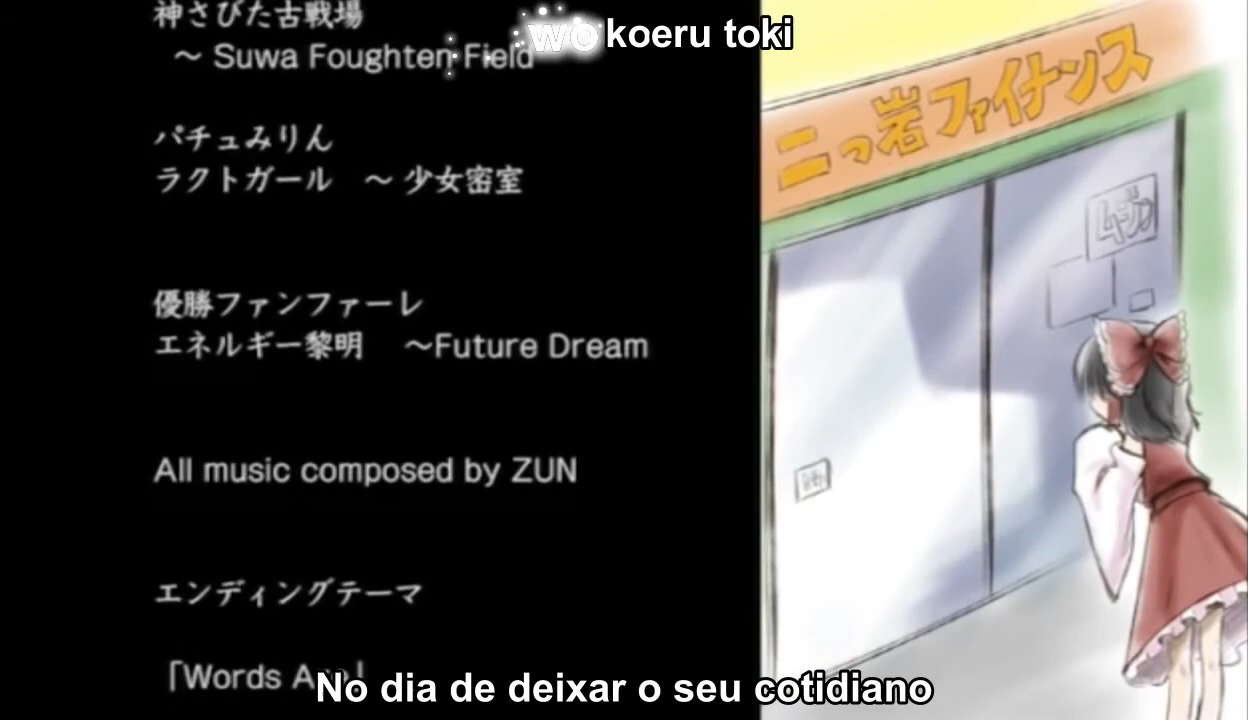 wo koeru toki
神さびた古戦場
～ Suwa Foughten Field
パチュみりん
ラクトガール ～ 少女密室
優勝ファンファーレ
エネルギー黎明 ～Future Dream
All music composed by ZUN
エンディングテーマ
「Words
No dia de deixar o seu cotidiano
二つ岩ファイナンス